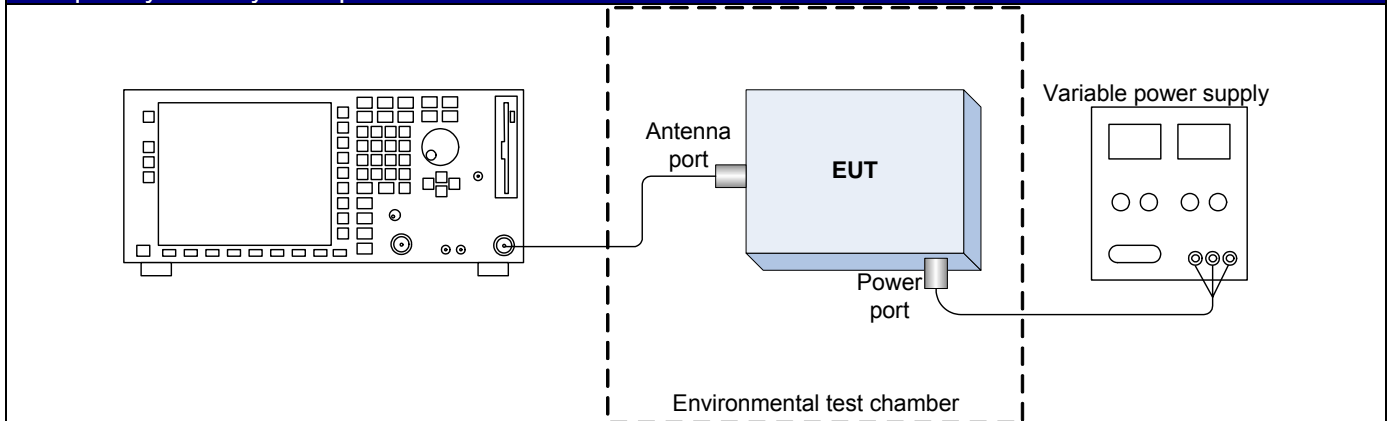 Antenna
port
EUT
Variable power supply
Power
port
Environmental test chamber